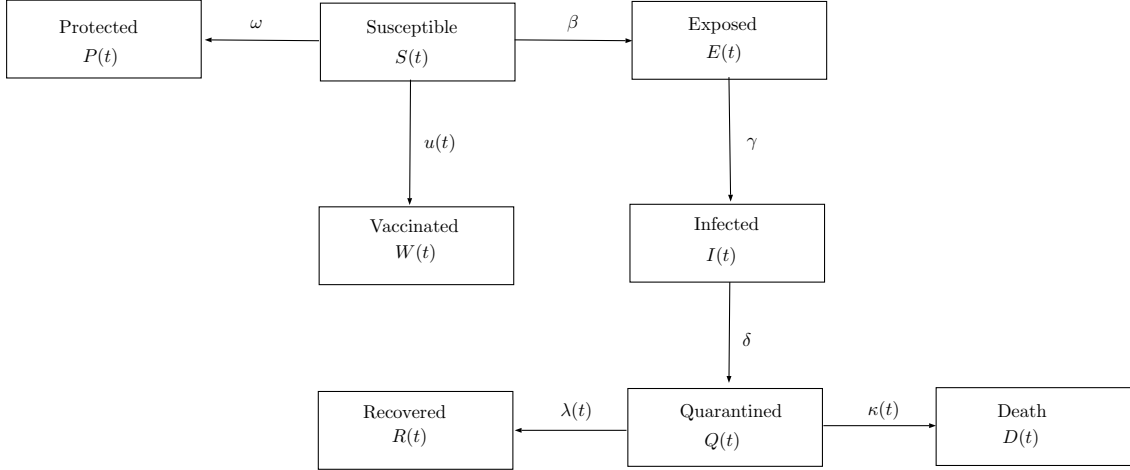 Protected
P(t)
ω
Susceptible
S(t)
β
Exposed
E(t)
u(t)
γ
Vaccinated
W(t)
Infected
I(t)
δ
Recovered
R(t)
λ(t)
Quarantined
Q(t)
κ(t)
Death
D(t)